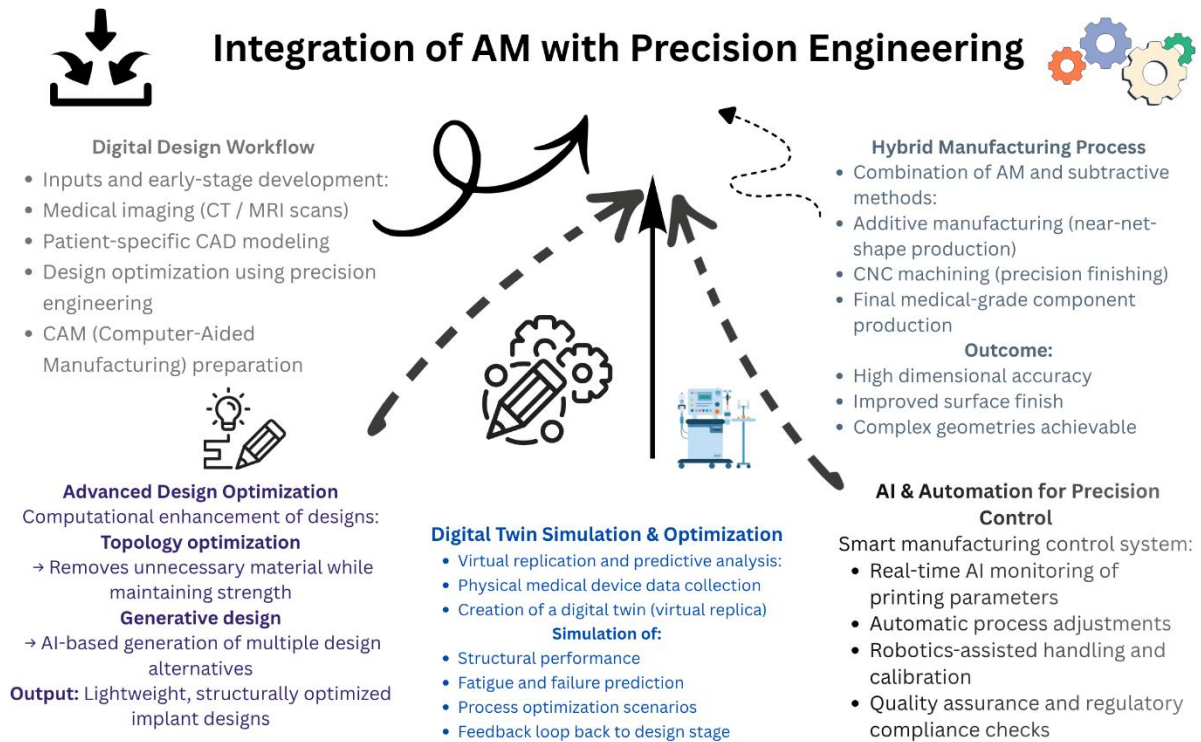 Integration of AM with Precision Engineering
Digital Design Workflow
• Inputs and early-stage development:
• Medical imaging (CT / MRI scans)
• Patient-specific CAD modeling
• Design optimization using precision
engineering
• CAM (Computer-Aided
Manufacturing) preparation
Hybrid Manufacturing Process
• Combination of AM and subtractive
methods:
• Additive manufacturing (near-net-
shape production)
• CNC machining (precision finishing)
• Final medical-grade component
production
Outcome:
• High dimensional accuracy
• Improved surface finish
• Complex geometries achievable
Advanced Design Optimization
Computational enhancement of designs:
Topology optimization
→ Removes unnecessary material while
maintaining strength
Generative design
→ AI-based generation of multiple design
alternatives
Output: Lightweight, structurally optimized
implant designs
Digital Twin Simulation & Optimization
• Virtual replication and predictive analysis:
• Physical medical device data collection
• Creation of a digital twin (virtual replica)
Simulation of:
• Structural performance
• Fatigue and failure prediction
• Process optimization scenarios
• Feedback loop back to design stage
AI & Automation for Precision
Control
Smart manufacturing control system:
• Real-time AI monitoring of
printing parameters
• Automatic process adjustments
• Robotics-assisted handling and
calibration
• Quality assurance and regulatory
compliance checks